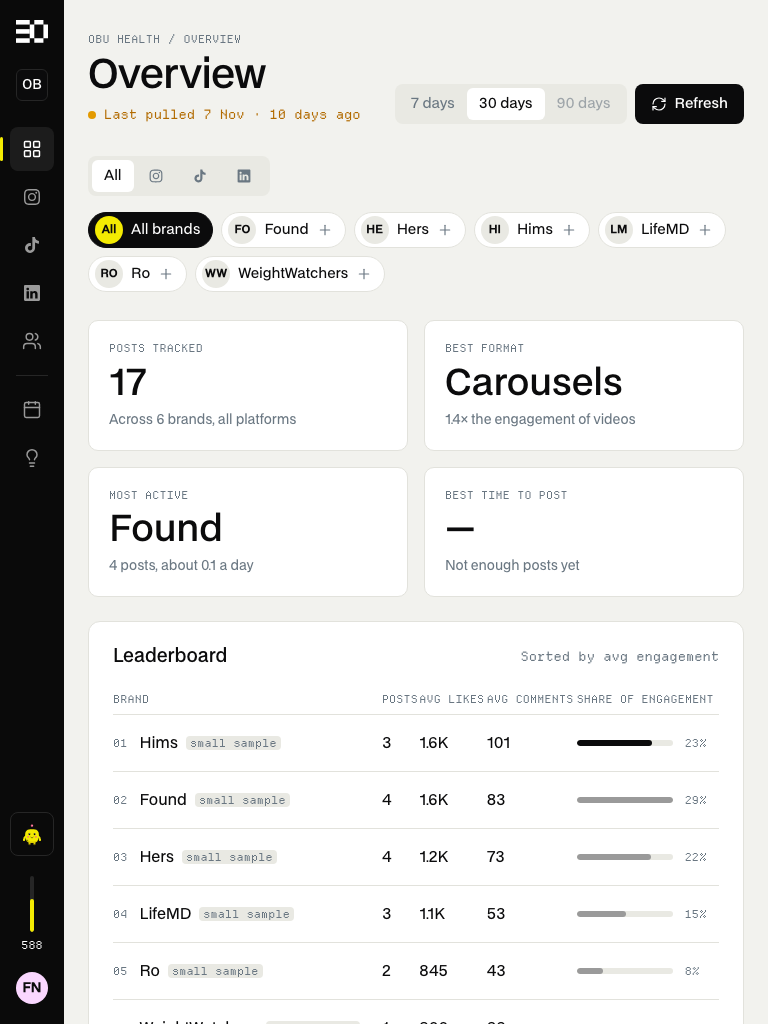 OB
588
FN
OBU HEALTH / OVERVIEW
Overview
Last pulled 7 Nov · 10 days ago
7 days 30 days 90 days Refresh
All
All All brands FO Found + HE Hers + HI Hims + LM LifeMD +
RO Ro + WW WeightWatchers +
POSTS TRACKED
17
Across 6 brands, all platforms
BEST FORMAT
Carousels
1.4× the engagement of videos
MOST ACTIVE
Found
4 posts, about 0.1 a day
BEST TIME TO POST
—
Not enough posts yet
Leaderboard
Sorted by avg engagement
BRAND POSTS AVG LIKES AVG COMMENTS SHARE OF ENGAGEMENT
01 Hims small sample 3 1.6K 101 23%
02 Found small sample 4 1.6K 83 29%
03 Hers small sample 4 1.2K 73 22%
04 LifeMD small sample 3 1.1K 53 15%
05 Ro small sample 2 845 43 8%